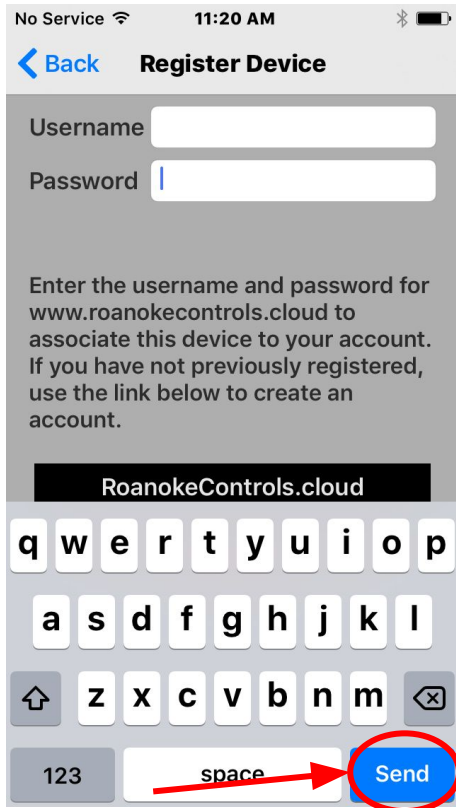 No Service 11:20 AM
Back Register Device
Username
Password
Enter the username and password for
www.roanokecontrols.cloud to
associate this device to your account.
If you have not previously registered,
use the link below to create an
account.
RoanokeControls.cloud
q w e r t y u i o p
a s d f g h j k l
z x c v b n m
123 space Send